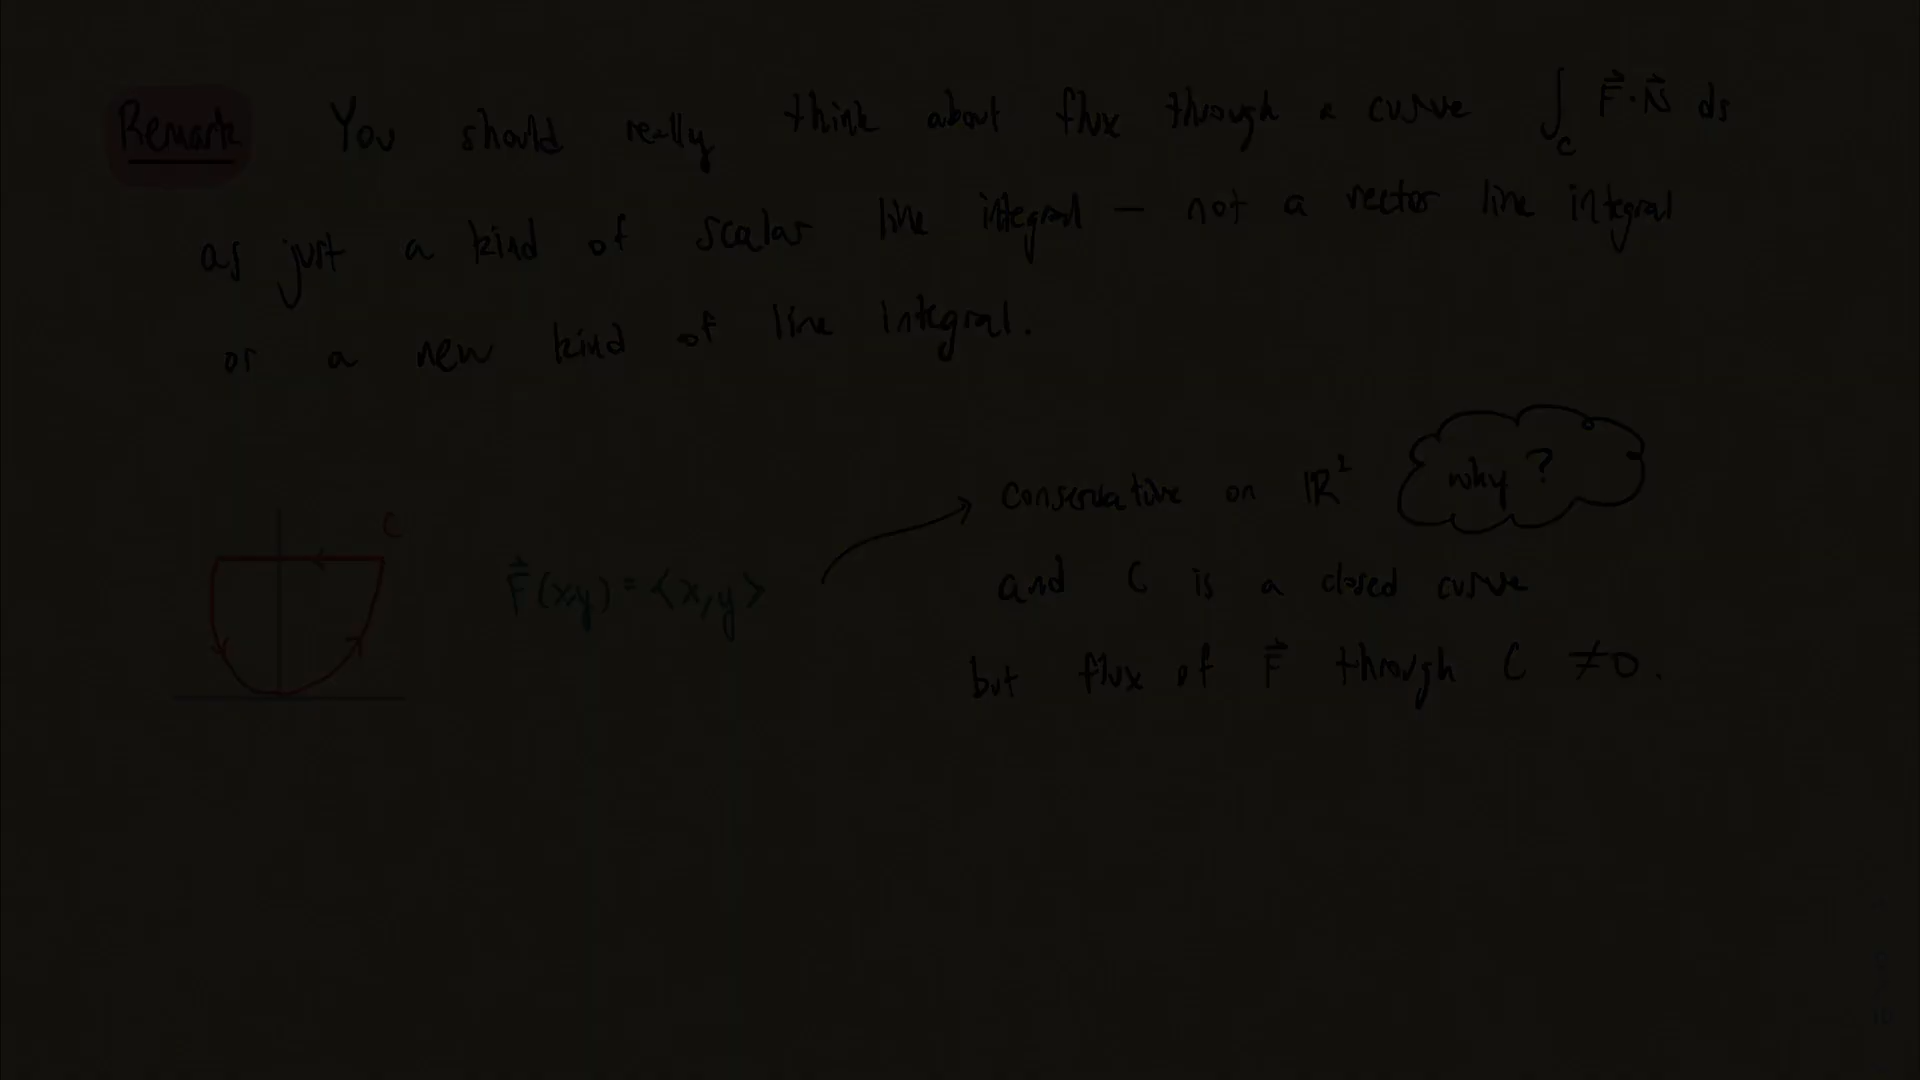 Remark You should really think about flux through a curve ∫_C F⃗·N⃗ ds
as just a kind of scalar line integral — not a vector line integral
or a new kind of line integral.
conservative on ℝ² why?
C
F⃗(x,y) = <x,y>
and C is a closed curve
but flux of F⃗ through C ≠0.